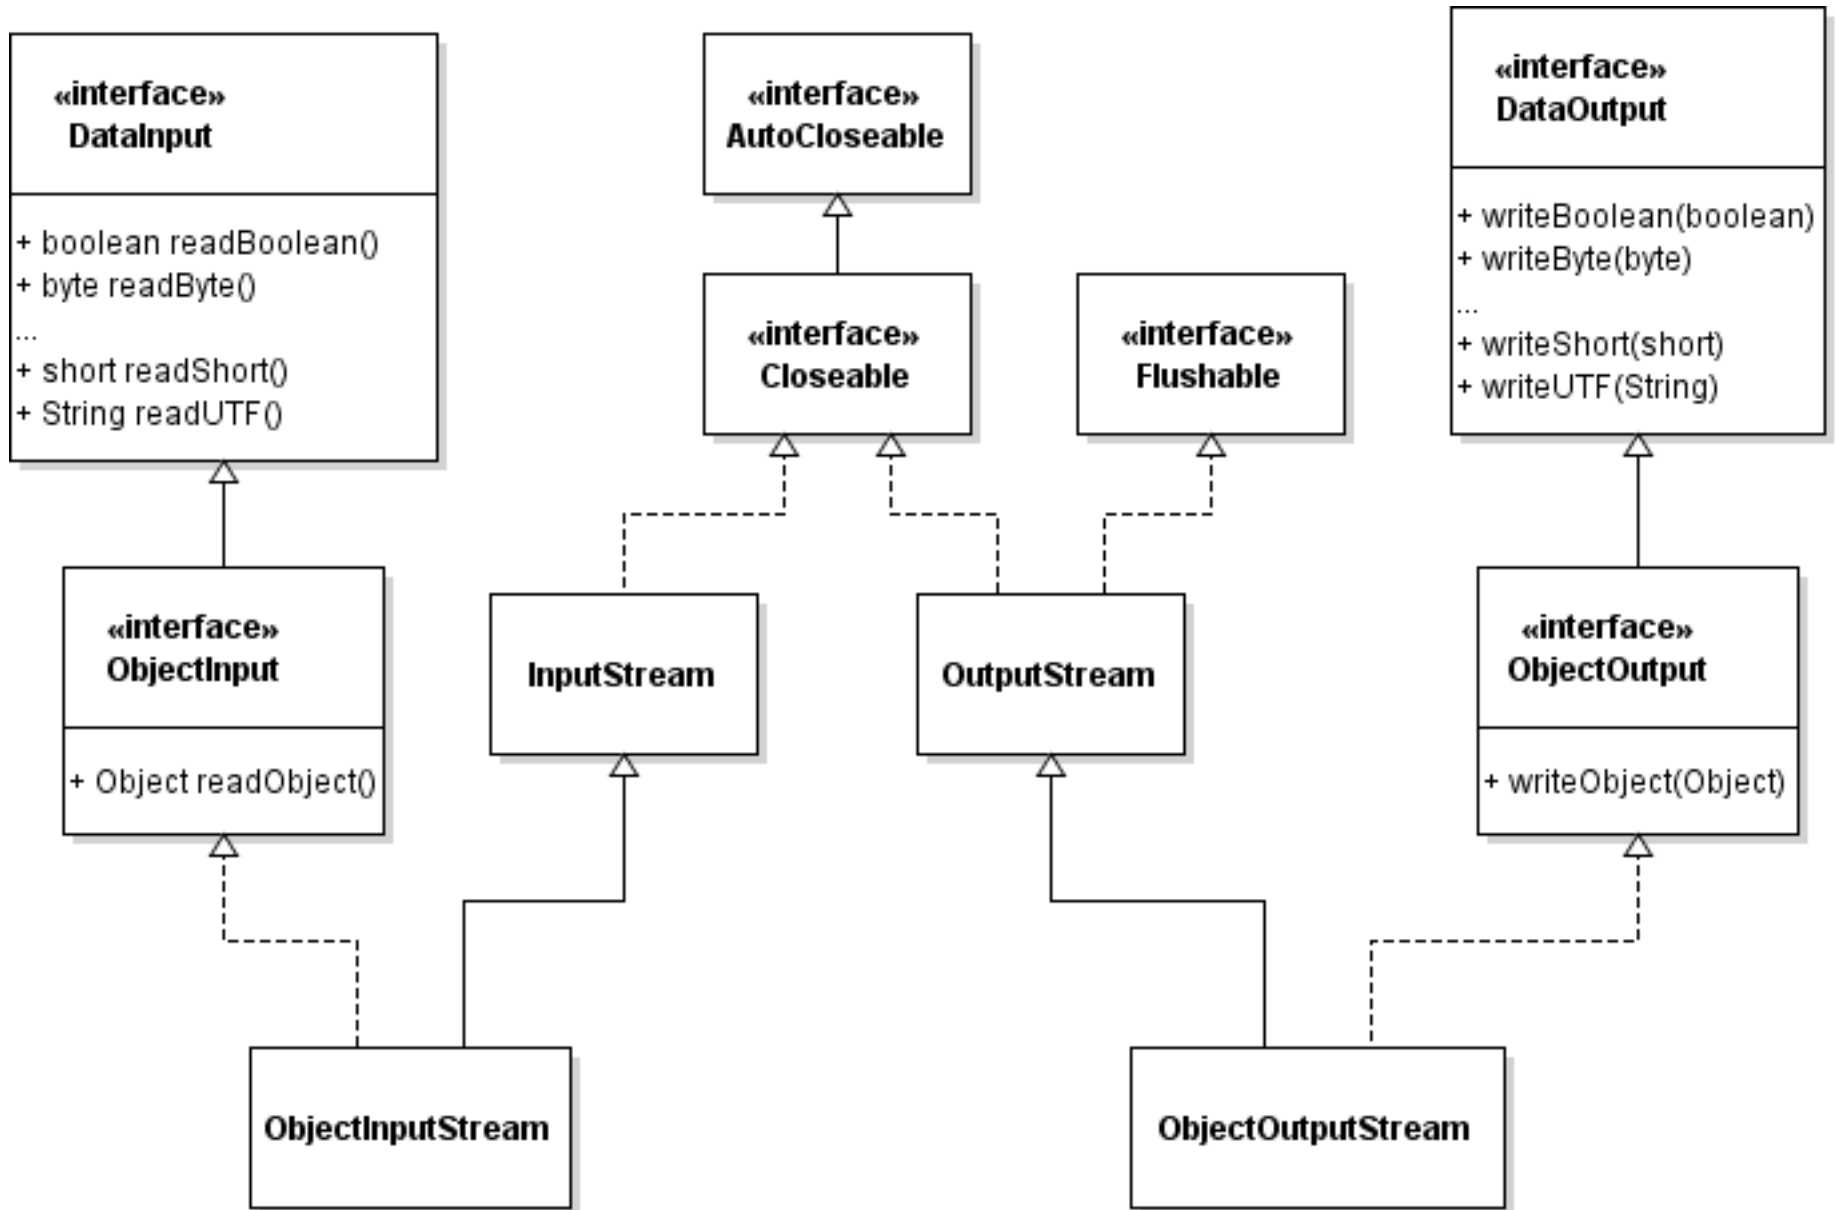 «interface»
DataInput
+ boolean readBoolean()
+ byte readByte()
...
+ short readShort()
+ String readUTF()
«interface»
AutoCloseable
«interface»
DataOutput
+ writeBoolean(boolean)
+ writeByte(byte)
...
+ writeShort(short)
+ writeUTF(String)
«interface»
Closeable
«interface»
Flushable
«interface»
ObjectInput
+ Object readObject()
InputStream
OutputStream
«interface»
ObjectOutput
+ writeObject(Object)
ObjectInputStream
ObjectOutputStream